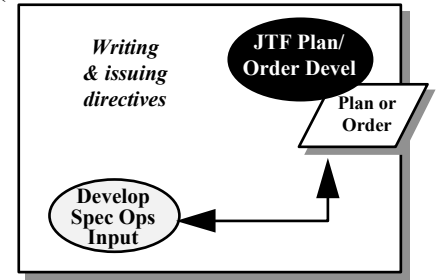 Writing
& issuing
directives
JTF Plan/
Order Devel
Plan or
Order
Develop
Spec Ops
Input